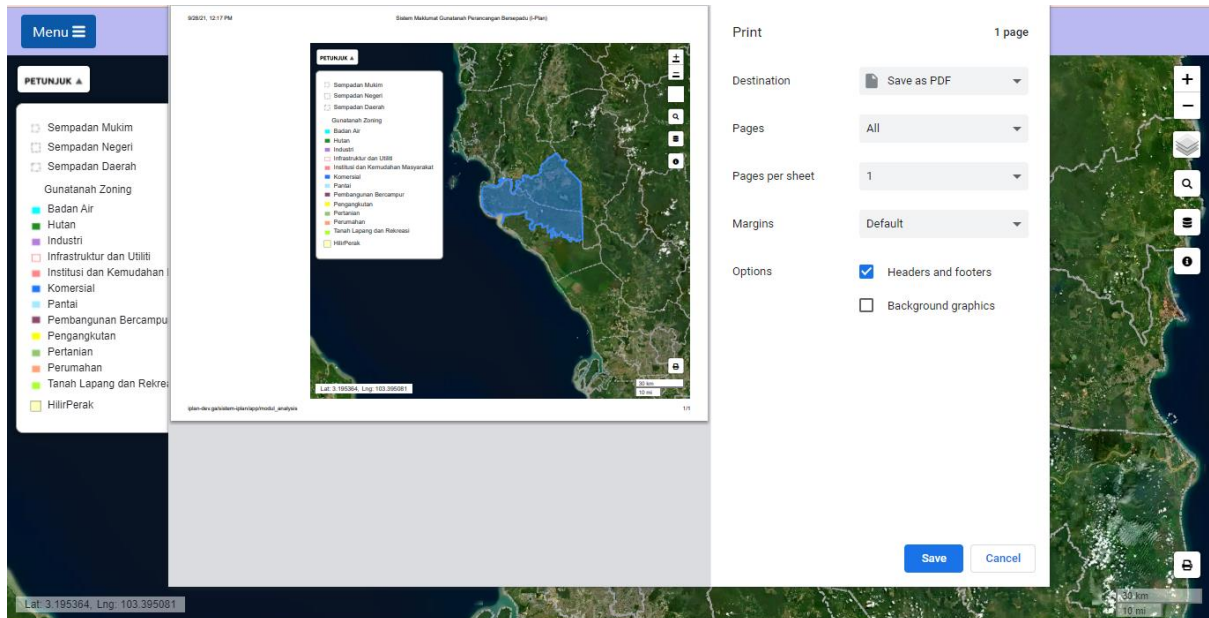 Menu
PETUNJUK ▲
Sempadan Mukim
Sempadan Negeri
Sempadan Daerah
Gunatanah Zoning
Badan Air
Hutan
Industri
Infrastruktur dan Utiliti
Institusi dan Kemudahan
Komersial
Pantai
Pembangunan Bercampu
Pengangkutan
Pertanian
Perumahan
Tanah Lapang dan Rekrea
HilirPerak
Lat: 3.195364, Lng: 103.395081
9/28/21, 12:17 PM
Sistem Maklumat Gunatanah Perancangan Bersepadu (I-Plan)
PETUNJUK ▲
Sempadan Mukim
Sempadan Negeri
Sempadan Daerah
Gunatanah Zoning
Badan Air
Hutan
Industri
Infrastruktur dan Utiliti
Institusi dan Kemudahan Masyarakat
Komersial
Pantai
Pembangunan Bercampur
Pengangkutan
Pertanian
Perumahan
Tanah Lapang dan Rekreasi
HilirPerak
Lat: 3.195364, Lng: 103.395081
30 km
10 mi
iplan-dev.ga/sistem-iplan/app/modul_analysis
1/1
Print
1 page
Destination
Save as PDF
Pages
All
Pages per sheet
1
Margins
Default
Options
Headers and footers
Background graphics
Save
Cancel
+
−
30 km
10 mi